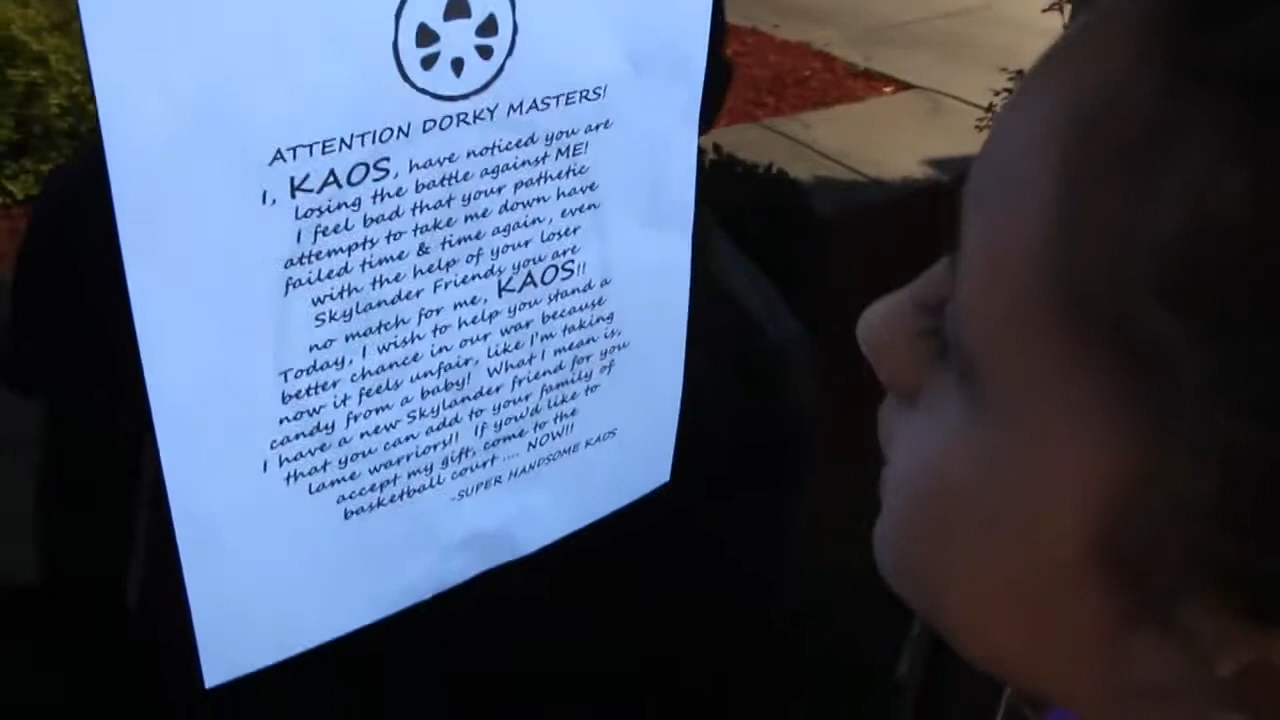 ATTENTION DORKY MASTERS!
I, KAOS, have noticed you are
losing the battle against ME!
I feel bad that your pathetic
attempts to take me down have
failed time & time again, even
with the help of your loser
Skylander Friends you are
no match for me, KAOS!!
Today, I wish to help you stand a
better chance in our war because
now it feels unfair, like I'm taking
candy from a baby! What I mean is,
I have a new Skylander friend for you
that you can add to your family of
lame warriors!! If you'd like to
accept my gift, come to the
basketball court .... NOW!!
-SUPER HANDSOME KAOS